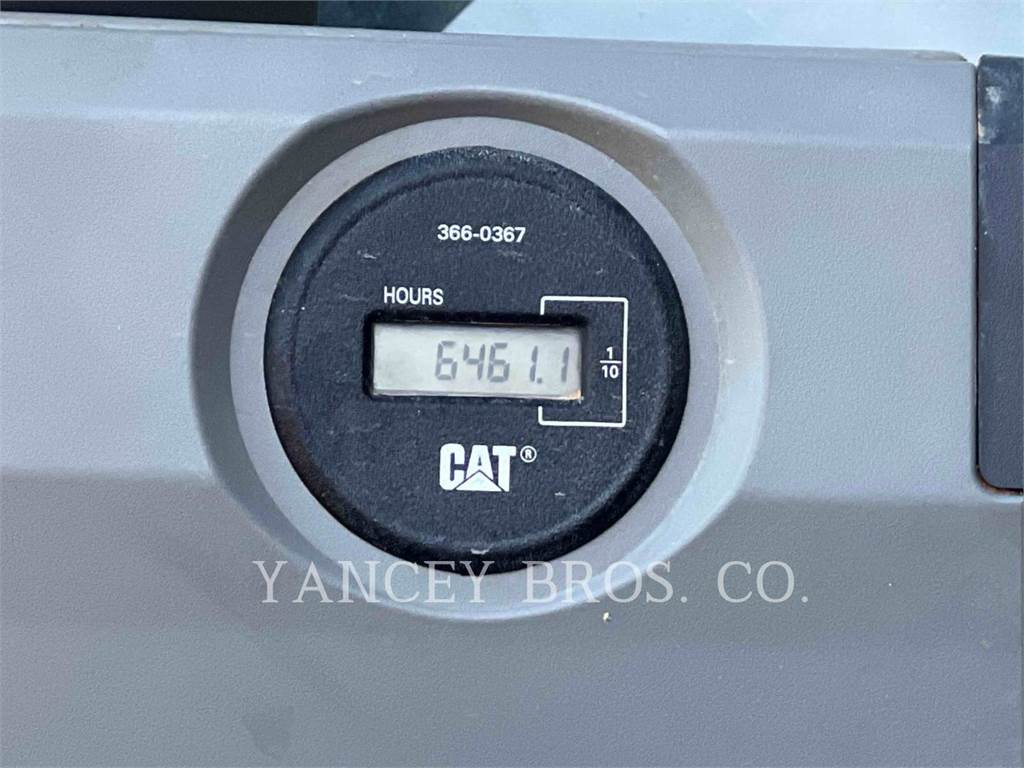 366-0367
HOURS
6461.1
1
10
CAT®
YANCEY BROS. CO.